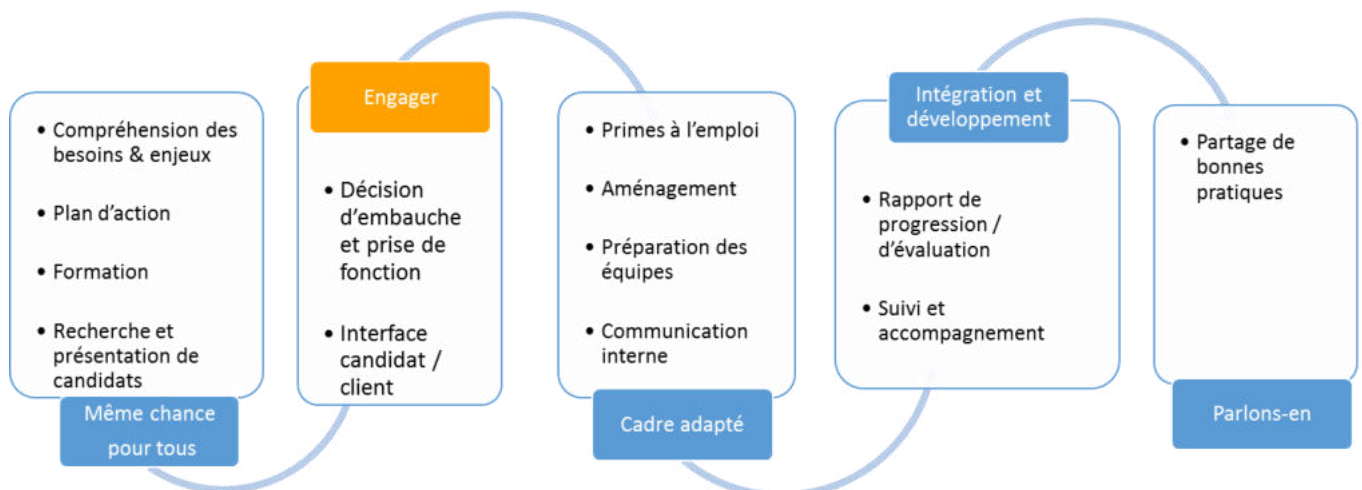 • Compréhension des
besoins & enjeux
• Plan d'action
• Formation
• Recherche et
présentation de
candidats
Même chance
pour tous
Engager
• Décision
d'embauche
et prise de
fonction
• Interface
candidat /
client
• Primes à l'emploi
• Aménagement
• Préparation des
équipes
• Communication
interne
Cadre adapté
Intégration et
développement
• Rapport de
progression /
d'évaluation
• Suivi et
accompagnement
• Partage de
bonnes
pratiques
Parlons-en